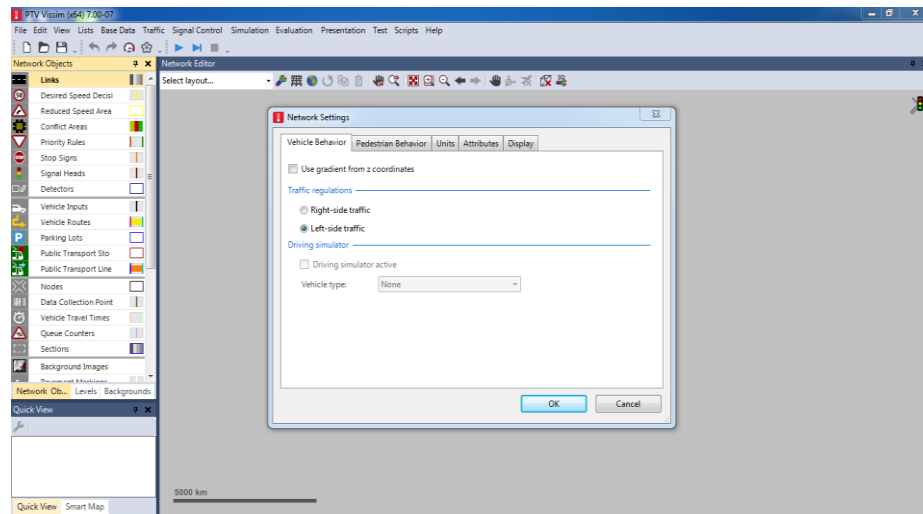 PTV Vissim (x64) 7.00-07
File Edit View Lists Base Data Traffic Signal Control Simulation Evaluation Presentation Test Scripts Help
Network Objects
Network Editor
Select layout...
Links
Desired Speed Decisi
Reduced Speed Area
Conflict Areas
Priority Rules
Stop Signs
Signal Heads
Detectors
Vehicle Inputs
Vehicle Routes
Parking Lots
Public Transport Sto
Public Transport Line
Nodes
Data Collection Point
Vehicle Travel Times
Queue Counters
Sections
Background Images
Pavement Markings
Network Ob... Levels Backgrounds
Quick View
Quick View Smart Map
Network Settings
Vehicle Behavior Pedestrian Behavior Units Attributes Display
Use gradient from z coordinates
Traffic regulations
Right-side traffic
Left-side traffic
Driving simulator
Driving simulator active
Vehicle type: None
OK Cancel
5000 km